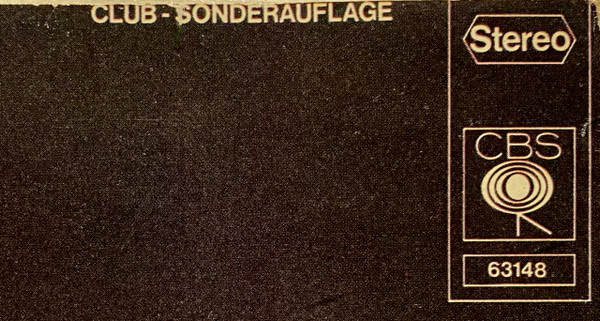 CLUB - SONDERAUFLAGE
Stereo
CBS
63148